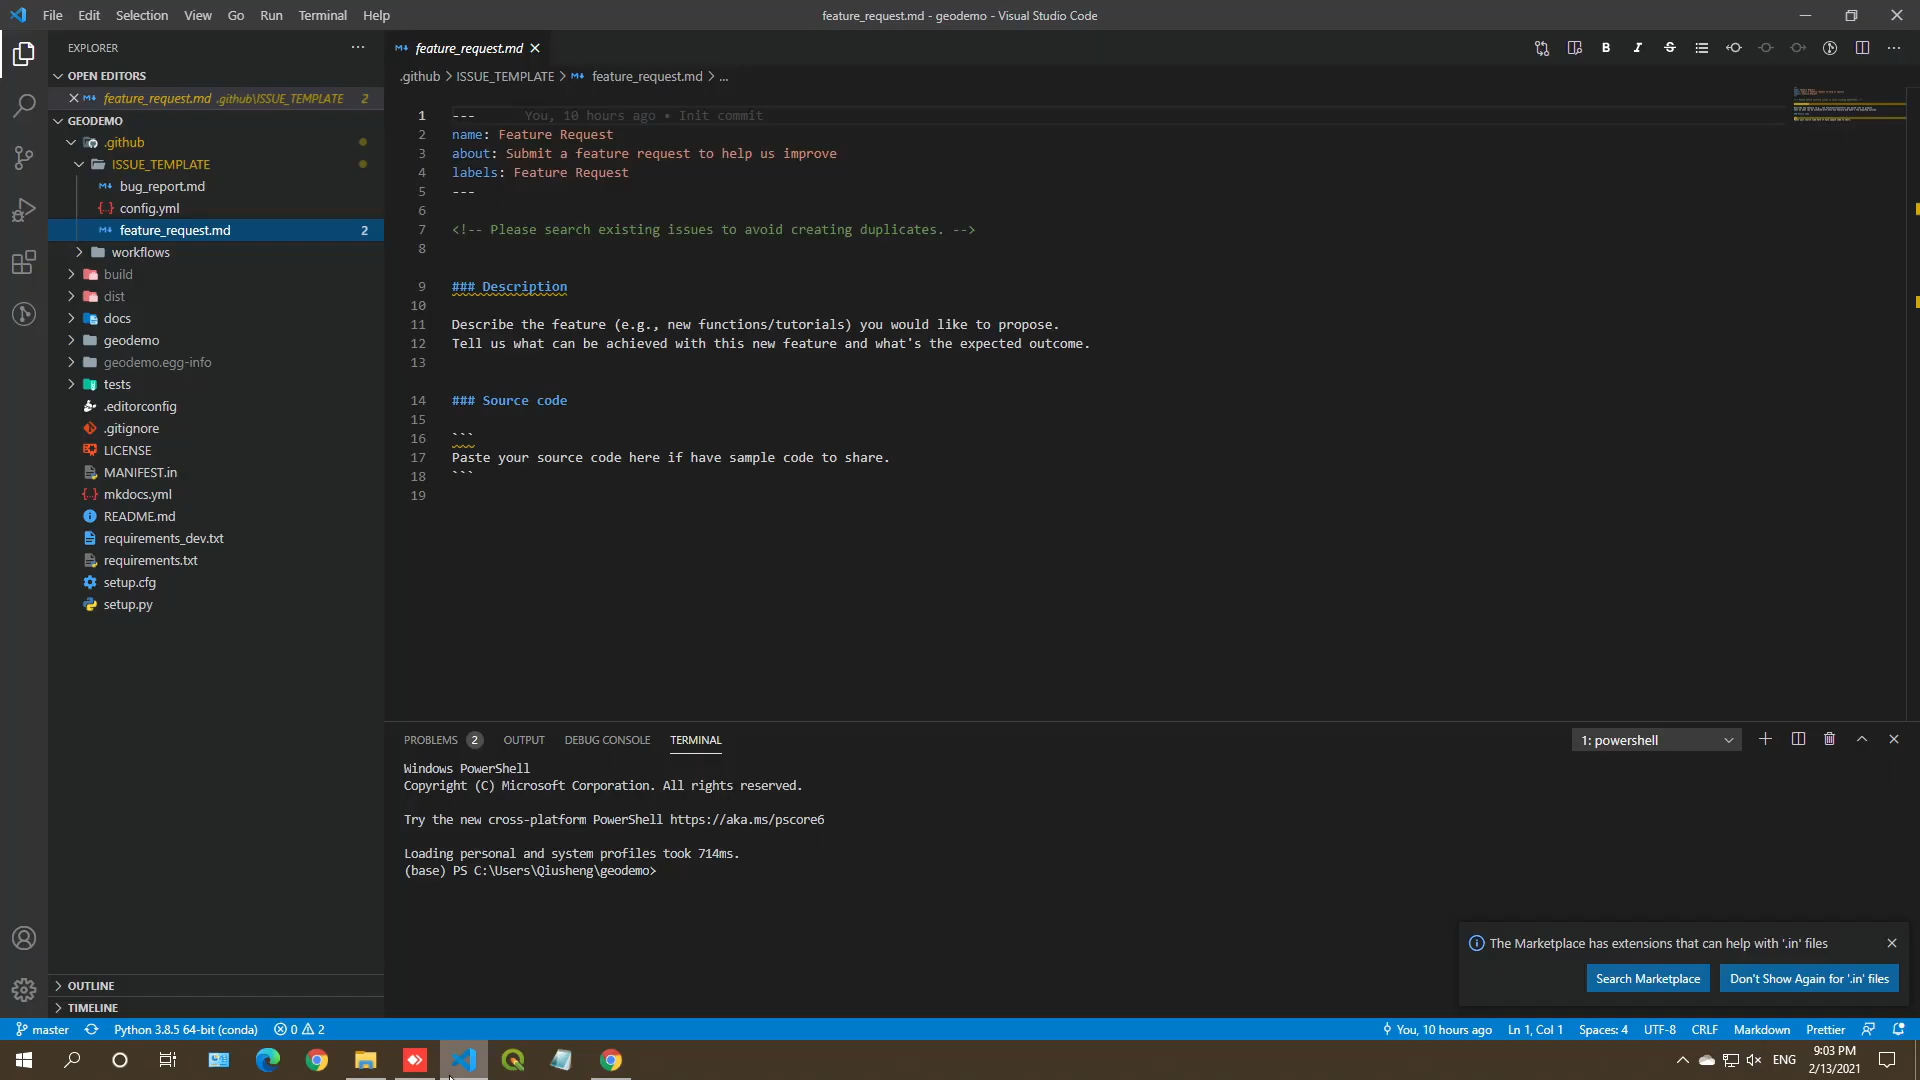 File Edit Selection View Go Run Terminal Help
feature_request.md - geodemo - Visual Studio Code
EXPLORER
OPEN EDITORS
feature_request.md .github\ISSUE_TEMPLATE 2
GEODEMO
.github
ISSUE_TEMPLATE
bug_report.md
config.yml
feature_request.md 2
workflows
build
dist
docs
geodemo
geodemo.egg-info
tests
.editorconfig
.gitignore
LICENSE
MANIFEST.in
mkdocs.yml
README.md
requirements_dev.txt
requirements.txt
setup.cfg
setup.py
OUTLINE
TIMELINE
feature_request.md
.github > ISSUE_TEMPLATE > feature_request.md > ...
1 --- You, 10 hours ago • Init commit
2 name: Feature Request
3 about: Submit a feature request to help us improve
4 labels: Feature Request
5 ---
6
7 <!-- Please search existing issues to avoid creating duplicates. -->
8
9 ### Description
10
11 Describe the feature (e.g., new functions/tutorials) you would like to propose.
12 Tell us what can be achieved with this new feature and what's the expected outcome.
13
14 ### Source code
15
16 ```
17 Paste your source code here if have sample code to share.
18 ```
19
PROBLEMS 2 OUTPUT DEBUG CONSOLE TERMINAL
1: powershell
Windows PowerShell
Copyright (C) Microsoft Corporation. All rights reserved.
Try the new cross-platform PowerShell https://aka.ms/pscore6
Loading personal and system profiles took 714ms.
(base) PS C:\Users\Qiusheng\geodemo>
The Marketplace has extensions that can help with '.in' files
Search Marketplace
Don't Show Again for '.in' files
master Python 3.8.5 64-bit (conda) 0 2
You, 10 hours ago Ln 1, Col 1 Spaces: 4 UTF-8 CRLF Markdown Prettier
ENG
9:03 PM
2/13/2021